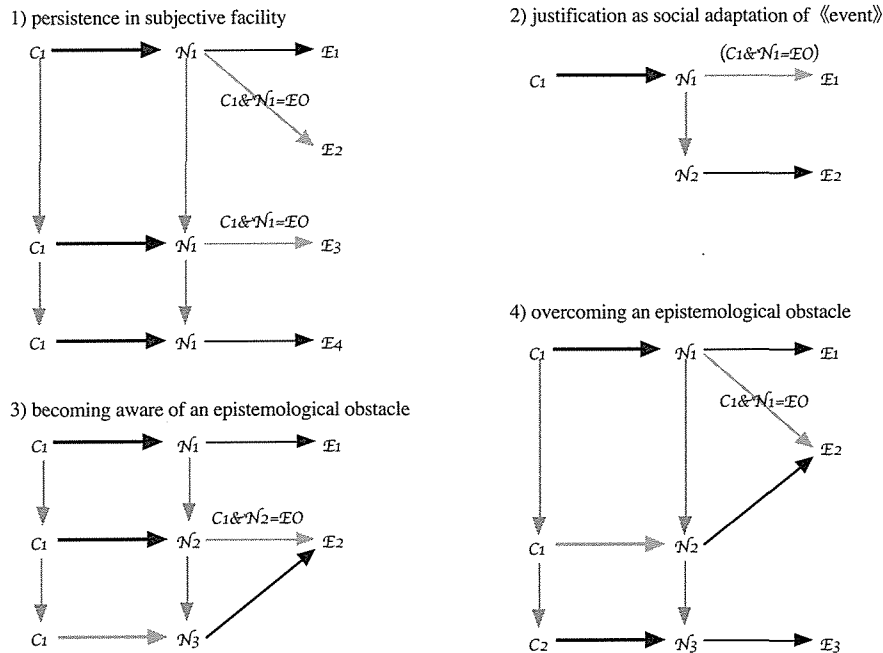 1) persistence in subjective facility
C1 N1 E1
C1&N1=EO
E2
C1&N1=EO
C1 N1 E3
C1 N1 E4
2) justification as social adaptation of 《event》
(C1&N1=EO)
C1 N1 E1
N2 E2
3) becoming aware of an epistemological obstacle
C1 N1 E1
C1&N2=EO
C1 N2 E2
C1 N3
4) overcoming an epistemological obstacle
C1 N1 E1
C1&N1=EO
E2
C1 N2
C2 N3 E3